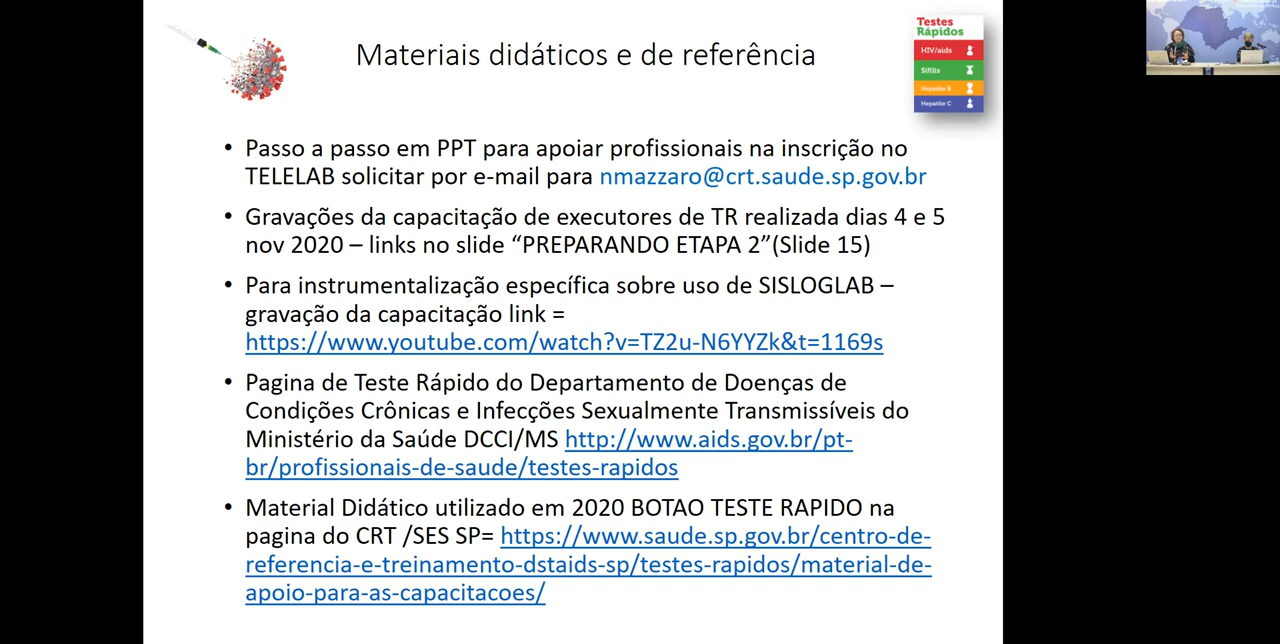 Materiais didáticos e de referência
Testes
Rápidos
HIV/aids
Sífilis
Hepatite B
Hepatite C
• Passo a passo em PPT para apoiar profissionais na inscrição no
TELELAB solicitar por e-mail para nmazzaro@crt.saude.sp.gov.br
• Gravações da capacitação de executores de TR realizada dias 4 e 5
nov 2020 – links no slide “PREPARANDO ETAPA 2”(Slide 15)
• Para instrumentalização específica sobre uso de SISLOGLAB –
gravação da capacitação link =
https://www.youtube.com/watch?v=TZ2u-N6YYZk&t=1169s
• Pagina de Teste Rápido do Departamento de Doenças de
Condições Crônicas e Infecções Sexualmente Transmissíveis do
Ministério da Saúde DCCI/MS http://www.aids.gov.br/pt-
br/profissionais-de-saude/testes-rapidos
• Material Didático utilizado em 2020 BOTAO TESTE RAPIDO na
pagina do CRT /SES SP= https://www.saude.sp.gov.br/centro-de-
referencia-e-treinamento-dstaids-sp/testes-rapidos/material-de-
apoio-para-as-capacitacoes/